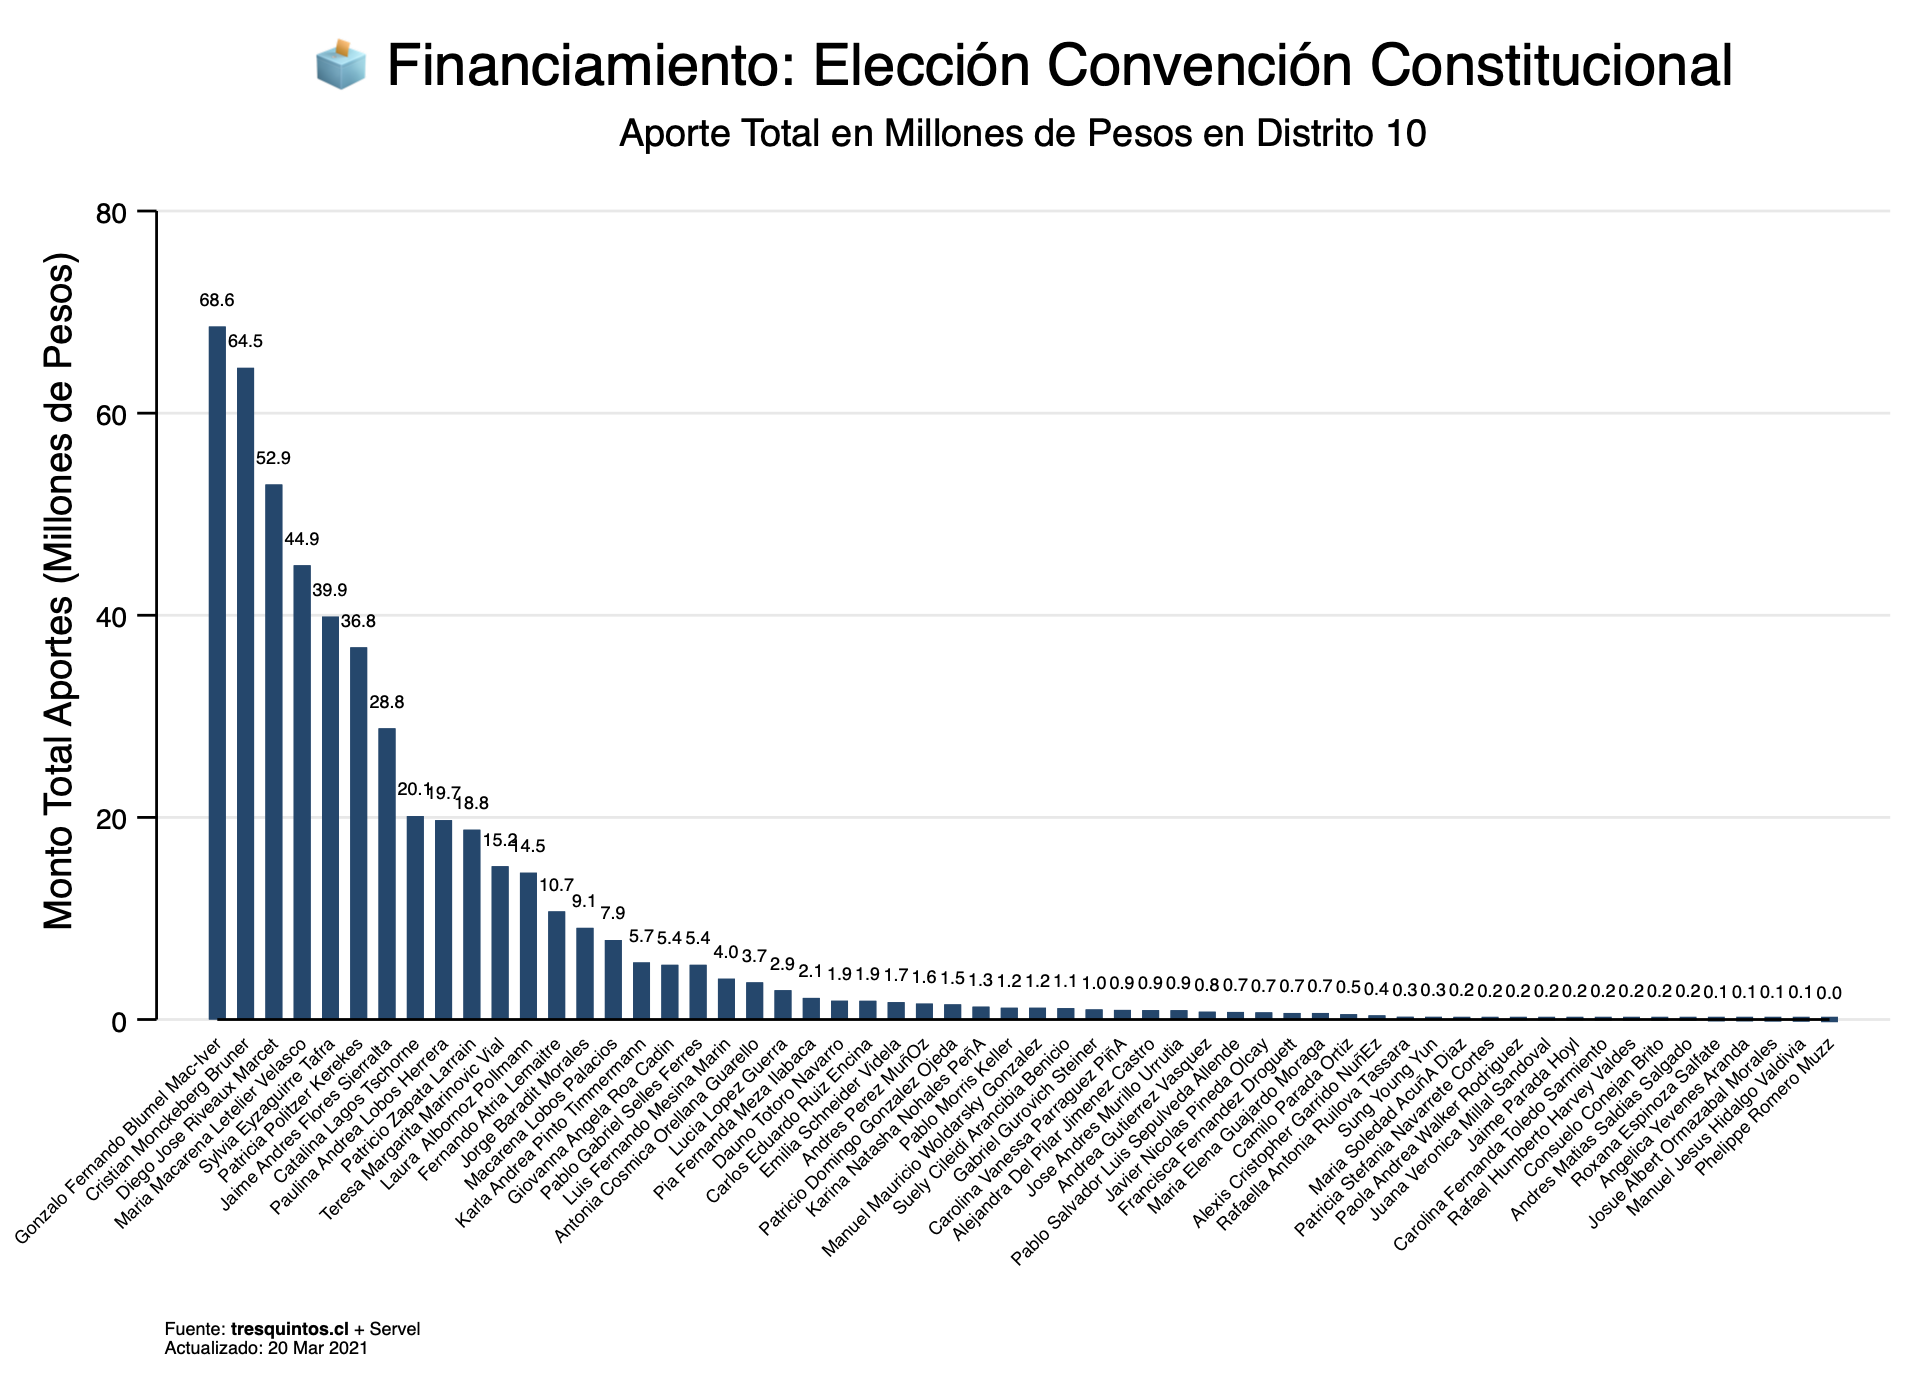 Financiamiento: Elección Convención Constitucional
Aporte Total en Millones de Pesos en Distrito 10
Monto Total Aportes (Millones de Pesos)
80
60
40
20
0
68.6
64.5
52.9
44.9
39.9
36.8
28.8
20.1
19.7
18.8
15.2
14.5
10.7
9.1
7.9
5.7
5.4
5.4
4.0
3.7
2.9
2.1
1.9
1.9
1.7
1.6
1.5
1.3
1.2
1.2
1.1
1.0
0.9
0.9
0.9
0.8
0.7
0.7
0.7
0.7
0.5
0.4
0.3
0.3
0.2
0.2
0.2
0.2
0.2
0.2
0.2
0.2
0.2
0.1
0.1
0.1
0.1
0.0
Gonzalo Fernando Blumel Mac-Iver
Cristian Monckeberg Bruner
Diego Jose Riveaux Marcet
Maria Macarena Letelier Velasco
Sylvia Eyzaguirre Tafra
Patricia Politzer Kerekes
Jaime Andres Flores Sierralta
Catalina Lagos Tschorne
Paulina Andrea Lobos Herrera
Patricio Zapata Larrain
Teresa Margarita Marinovic Vial
Laura Albornoz Pollmann
Fernando Atria Lemaitre
Jorge Baradit Morales
Macarena Lobos Palacios
Karla Andrea Pinto Timmermann
Giovanna Angela Roa Cadin
Pablo Gabriel Selles Ferres
Luis Fernando Mesina Marin
Antonia Cosmica Orellana Guarello
Lucia Lopez Guerra
Pia Fernanda Meza Ilabaca
Dauno Totoro Navarro
Carlos Eduardo Ruiz Encina
Emilia Schneider Videla
Andres Perez MuñOz
Patricio Domingo Gonzalez Ojeda
Karina Natasha Nohales PeñA
Pablo Morris Keller
Manuel Mauricio Woldarsky González
Suely Cileidi Arancibia Benicio
Gabriel Gurovich Steiner
Carolina Vanessa Parraguez PiñA
Alejandra Del Pilar Jimenez Castro
Jose Andres Murillo Urrutia
Andrea Gutierrez Vasquez
Pablo Salvador Luis Sepulveda Allende
Javier Nicolas Pineda Olcay
Francisca Fernandez Droguett
Maria Elena Guajardo Moraga
Camilo Parada Ortiz
Alexis Cristopher Garrido NuñEz
Rafaella Antonia Ruilova Tassara
Sung Young Yun
Maria Soledad AcuñA Diaz
Patricia Stefania Navarrete Cortes
Paola Andrea Walker Rodriguez
Juana Veronica Millal Sandoval
Jaime Parada Hoyl
Carolina Fernanda Toledo Sarmiento
Rafael Humberto Harvey Valdes
Consuelo Conejan Brito
Andres Matias Saldias Salgado
Roxana Espinoza Salfate
Angelica Yevenes Aranda
Josue Albert Ormazabal Morales
Manuel Jesus Hidalgo Valdivia
Phelippe Romero Muzz
Fuente: tresquintos.cl + Servel
Actualizado: 20 Mar 2021